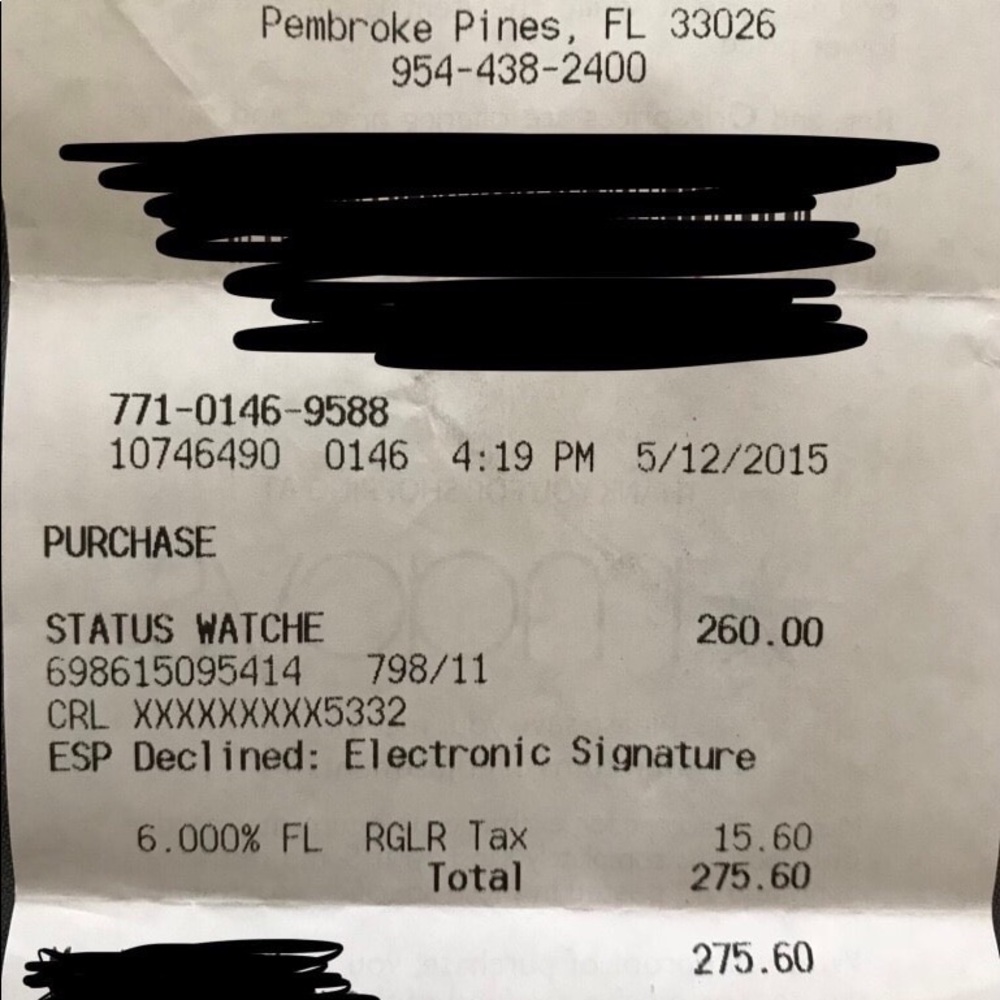 Pembroke Pines, FL 33026
954-438-2400
771-0146-9588
10746490 0146 4:19 PM 5/12/2015
PURCHASE
STATUS WATCHE 260.00
698615095414 798/11
CRL XXXXXXXXX5332
ESP Declined: Electronic Signature
6.000% FL RGLR Tax 15.60
Total 275.60
275.60